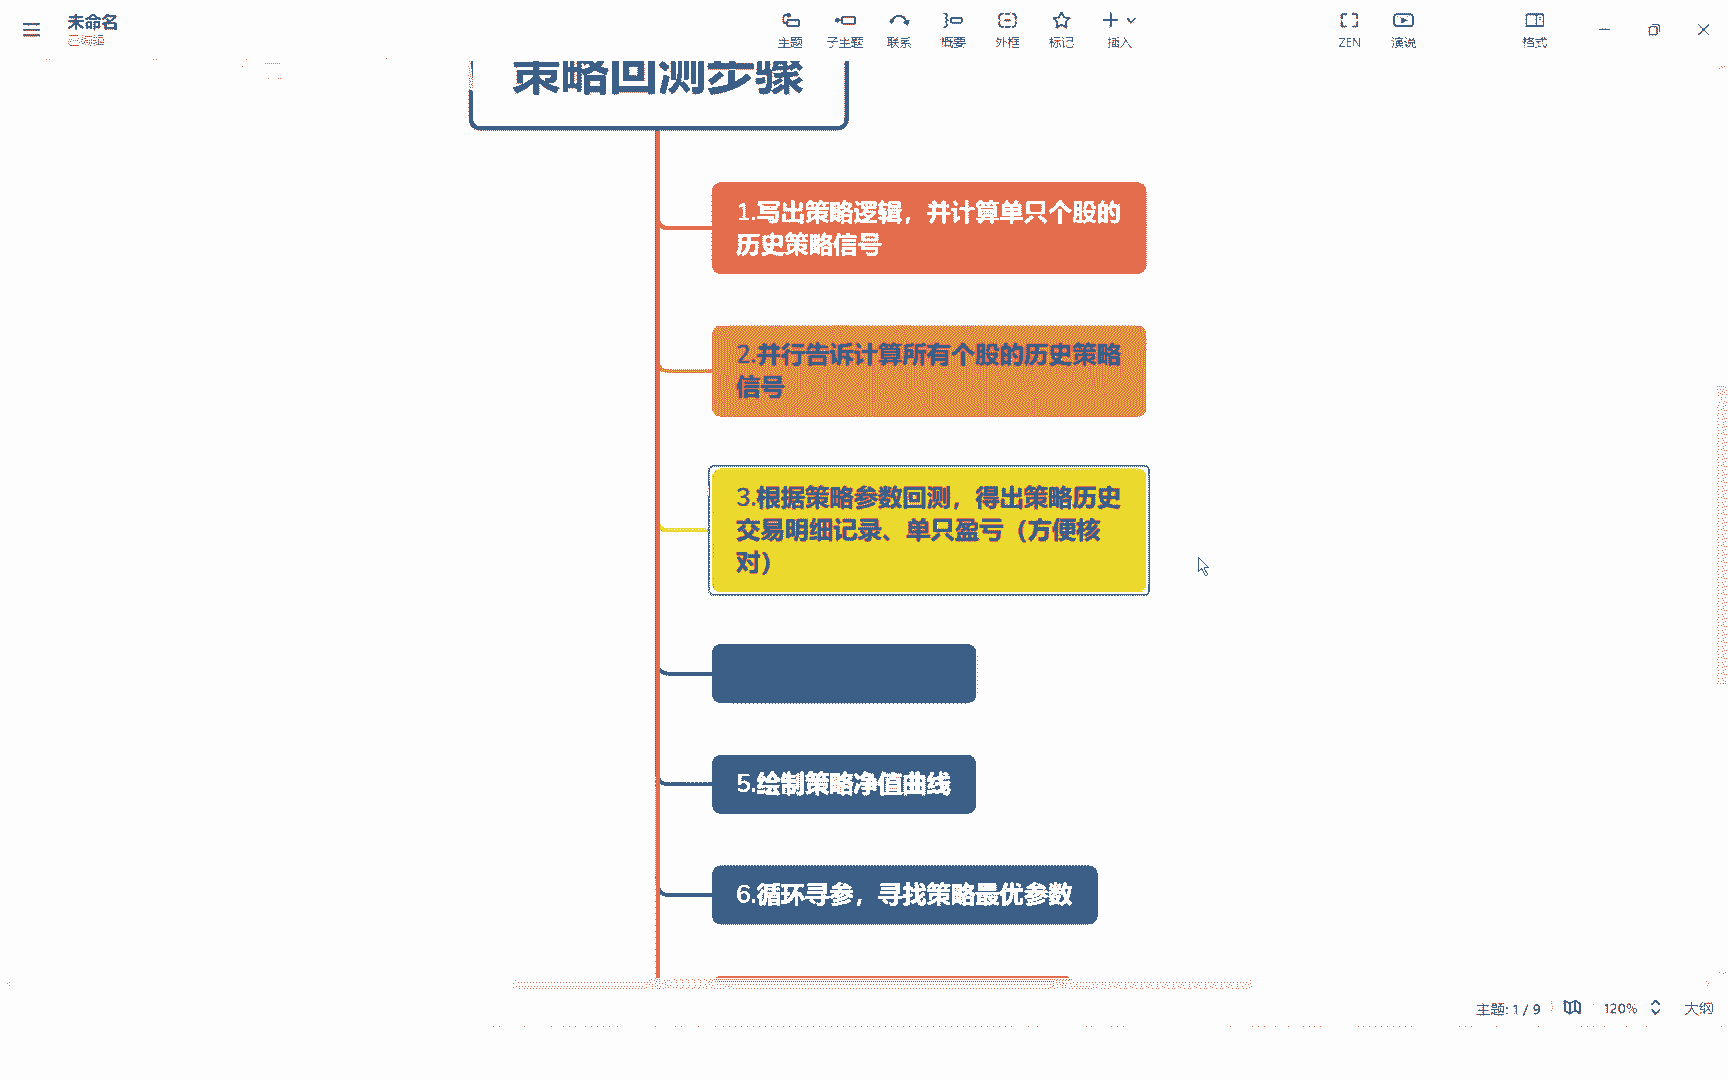 未命名
已编辑
主题
子主题
联系
概要
外框
标记
插入
ZEN
演说
格式
策略回测步骤
1.写出策略逻辑，并计算单只个股的
历史策略信号
2.并行告诉计算所有个股的历史策略
信号
3.根据策略参数回测，得出策略历史
交易明细记录、单只盈亏（方便核
对）
5.绘制策略净值曲线
6.循环寻参，寻找策略最优参数
主题: 1 / 9
120%
大纲